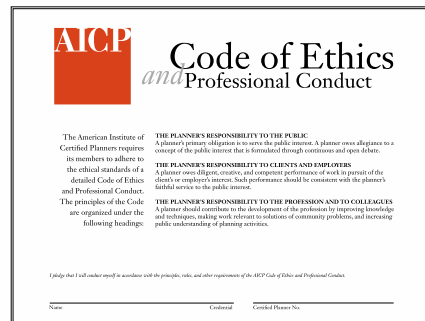 AICP
Code of Ethics
and Professional Conduct
The American Institute of
Certified Planners requires
its members to adhere to
the ethical standards of a
detailed Code of Ethics
and Professional Conduct.
The principles of the Code
are organized under the
following headings:
THE PLANNER'S RESPONSIBILITY TO THE PUBLIC
A planner's primary obligation is to serve the public interest. A planner owes allegiance to a
concept of the public interest that is formulated through continuous and open debate.
THE PLANNER'S RESPONSIBILITY TO CLIENTS AND EMPLOYERS
A planner owes diligent, creative, and competent performance of work in pursuit of the
client's or employer's interest. Such performance should be consistent with the planner's
faithful service to the public interest.
THE PLANNER'S RESPONSIBILITY TO THE PROFESSION AND TO COLLEAGUES
A planner should contribute to the development of the profession by improving knowledge
and techniques, making work relevant to solutions of community problems, and increasing
public understanding of planning activities.
I pledge that I will conduct myself in accordance with the principles, rules, and other requirements of the AICP Code of Ethics and Professional Conduct.
Name Credential Certified Planner No.